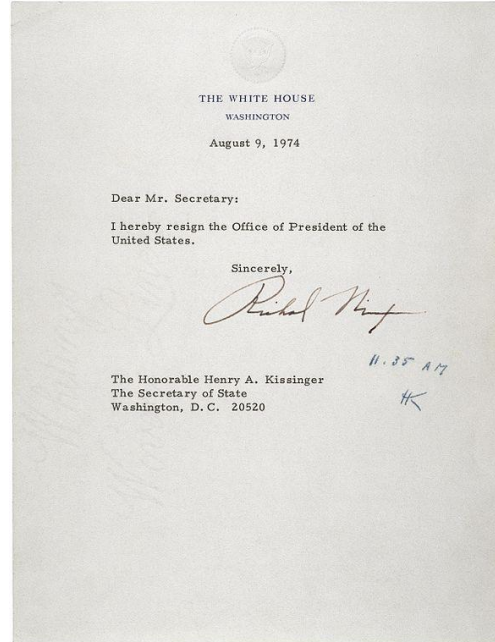 THE WHITE HOUSE
WASHINGTON
August 9, 1974
Dear Mr. Secretary:
I hereby resign the Office of President of the
United States.
Sincerely,
Richard Nixon
11.35 AM
HK
The Honorable Henry A. Kissinger
The Secretary of State
Washington, D. C. 20520